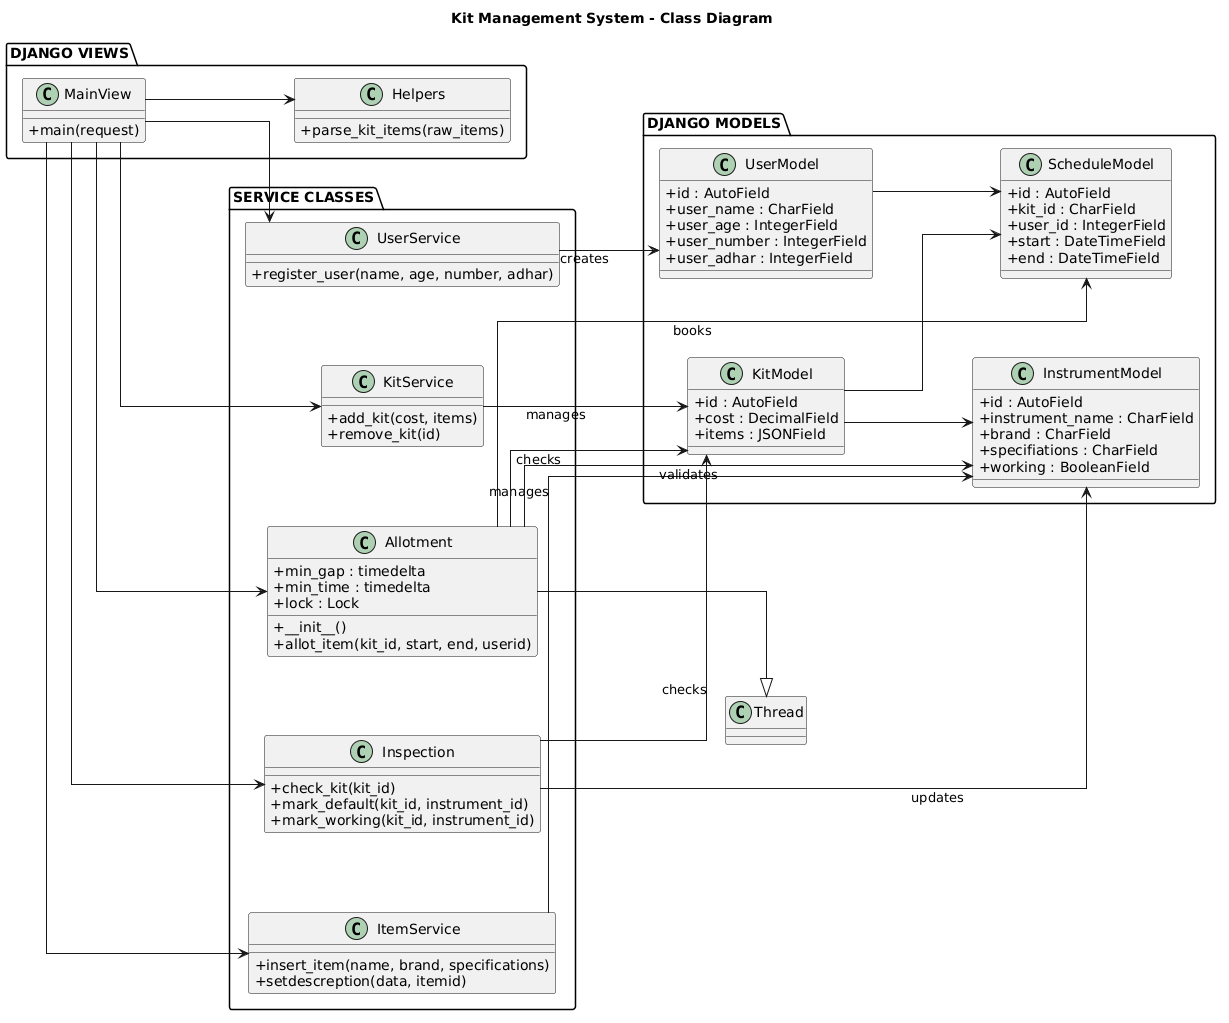 Kit Management System - Class Diagram
DJANGO VIEWS
C MainView
+main(request)
C Helpers
+parse_kit_items(raw_items)
SERVICE CLASSES
C UserService
+register_user(name, age, number, adhar)
creates
C KitService
+add_kit(cost, items)
+remove_kit(id)
manages
books
checks
validates
manages
C Allotment
+min_gap : timedelta
+min_time : timedelta
+lock : Lock
+__init__()
+allot_item(kit_id, start, end, userid)
C Inspection
+check_kit(kit_id)
+mark_default(kit_id, instrument_id)
+mark_working(kit_id, instrument_id)
checks
updates
C ItemService
+insert_item(name, brand, specifications)
+setdescreption(data, itemid)
DJANGO MODELS
C UserModel
+id : AutoField
+user_name : CharField
+user_age : IntegerField
+user_number : IntegerField
+user_adhar : IntegerField
C ScheduleModel
+id : AutoField
+kit_id : CharField
+user_id : IntegerField
+start : DateTimeField
+end : DateTimeField
C KitModel
+id : AutoField
+cost : DecimalField
+items : JSONField
C InstrumentModel
+id : AutoField
+instrument_name : CharField
+brand : CharField
+specifiations : CharField
+working : BooleanField
C Thread